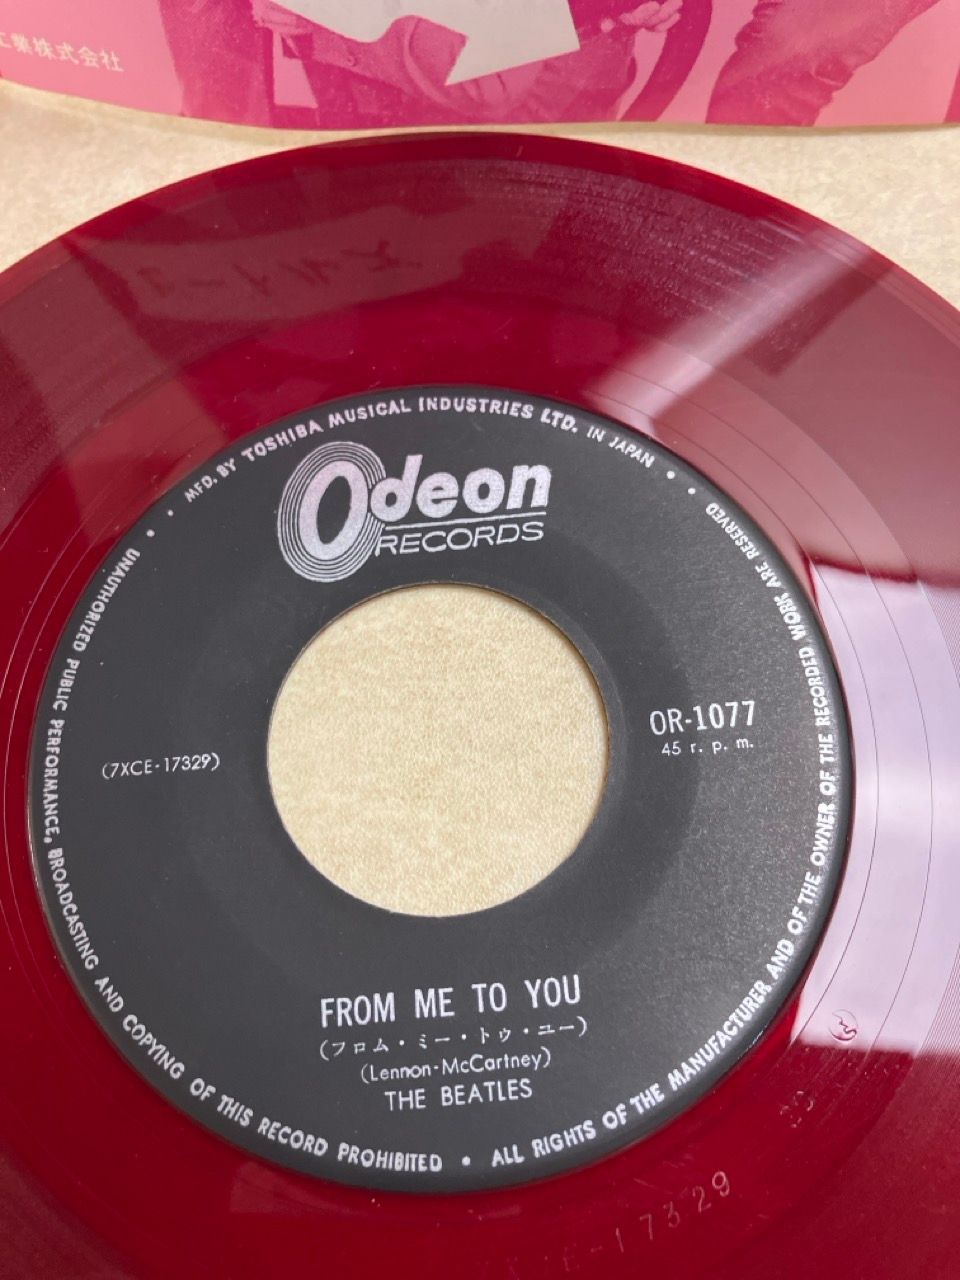 工業株式会社
MFD. BY TOSHIBA MUSICAL INDUSTRIES LTD. IN JAPAN
Odeon
RECORDS
OR-1077
45 r. p. m.
(7XCE-17329)
FROM ME TO YOU
(フロム・ミー・トゥ・ユー)
(Lennon-McCartney)
THE BEATLES
UNAUTHORIZED PUBLIC PERFORMANCE, BROADCASTING AND COPYING OF THIS RECORD PROHIBITED • ALL RIGHTS OF THE MANUFACTURER AND OF THE OWNER OF THE RECORDED WORK ARE RESERVED
E-17329